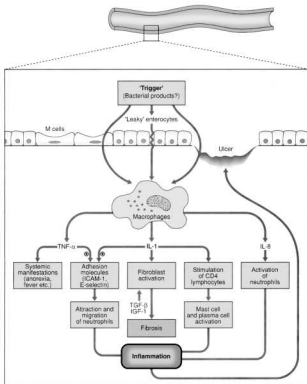 'Trigger'
(Bacterial products?)
M cells
'Leaky' enterocytes
Ulcer
Macrophages
TNF-α
IL-1
IL-8
Systemic
manifestations
(anorexia,
fever etc.)
Adhesion
molecules
(ICAM-1,
E-selectin)
Fibroblast
activation
Stimulation
of CD4
lymphocytes
Activation
of
neutrophils
Attraction and
migration
of neutrophils
TGF-β
IGF-1
Fibrosis
Mast cell
and plasma cell
activation
Inflammation